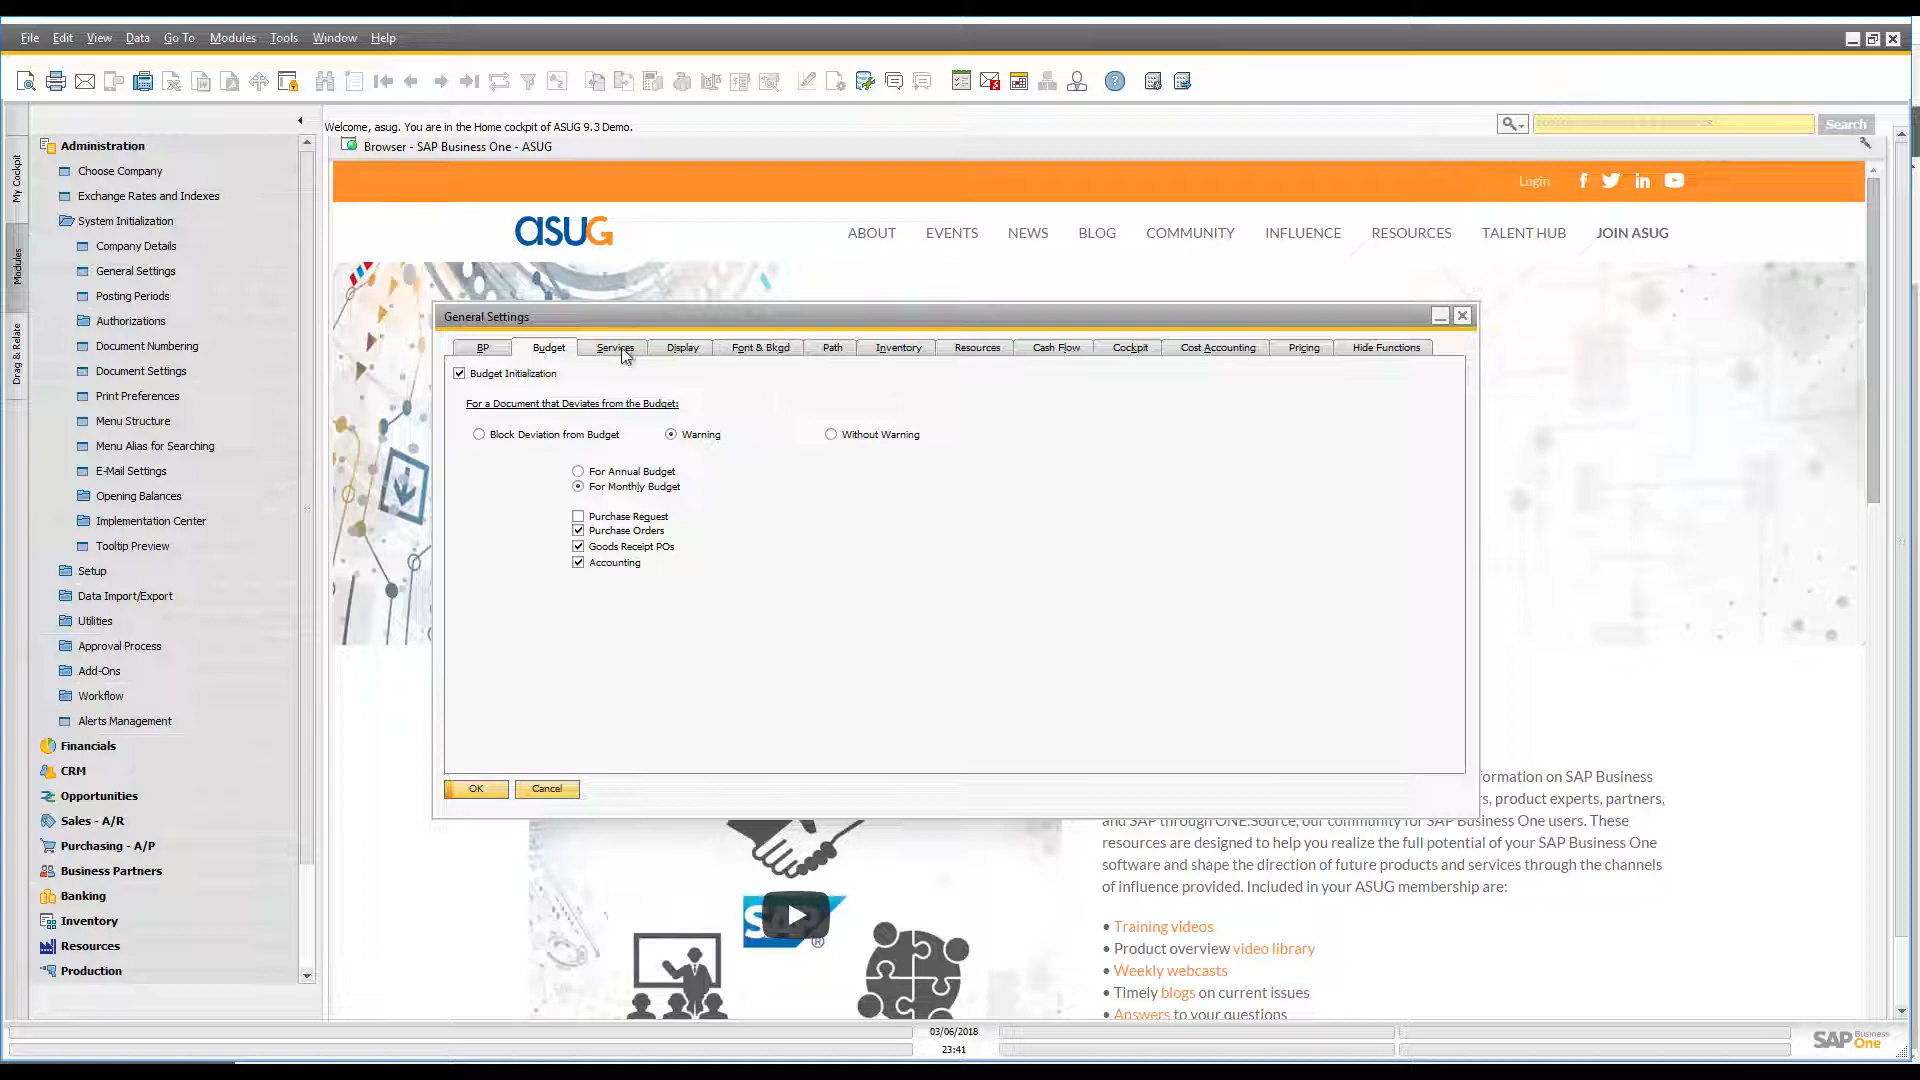 File Edit View Data Go To Modules Tools Window Help
My Cockpit
Modules
Drag & Relate
Administration
Choose Company
Exchange Rates and Indexes
System Initialization
Company Details
General Settings
Posting Periods
Authorizations
Document Numbering
Document Settings
Print Preferences
Menu Structure
Menu Alias for Searching
E-Mail Settings
Opening Balances
Implementation Center
Tooltip Preview
Setup
Data Import/Export
Utilities
Approval Process
Add-Ons
Workflow
Alerts Management
Financials
CRM
Opportunities
Sales - A/R
Purchasing - A/P
Business Partners
Banking
Inventory
Resources
Production
Welcome, asug. You are in the Home cockpit of ASUG 9.3 Demo.
Search
Browser - SAP Business One - ASUG
Login
asUG
ABOUT EVENTS NEWS BLOG COMMUNITY INFLUENCE RESOURCES TALENT HUB JOIN ASUG
General Settings
BP Budget Services Display Font & Bkgd Path Inventory Resources Cash Flow Cockpit Cost Accounting Pricing Hide Functions
Budget Initialization
For a Document that Deviates from the Budget:
Block Deviation from Budget Warning Without Warning
For Annual Budget
For Monthly Budget
Purchase Request
Purchase Orders
Goods Receipt POs
Accounting
OK Cancel
ormation on SAP Business
s, product experts, partners,
and SAP through ONE.Source, our community for SAP Business One users. These
resources are designed to help you realize the full potential of your SAP Business One
software and shape the direction of future products and services through the channels
of influence provided. Included in your ASUG membership are:
• Training videos
• Product overview video library
• Weekly webcasts
• Timely blogs on current issues
• Answers to your questions
SAP ®
03/06/2018
23:41
SAP Business One